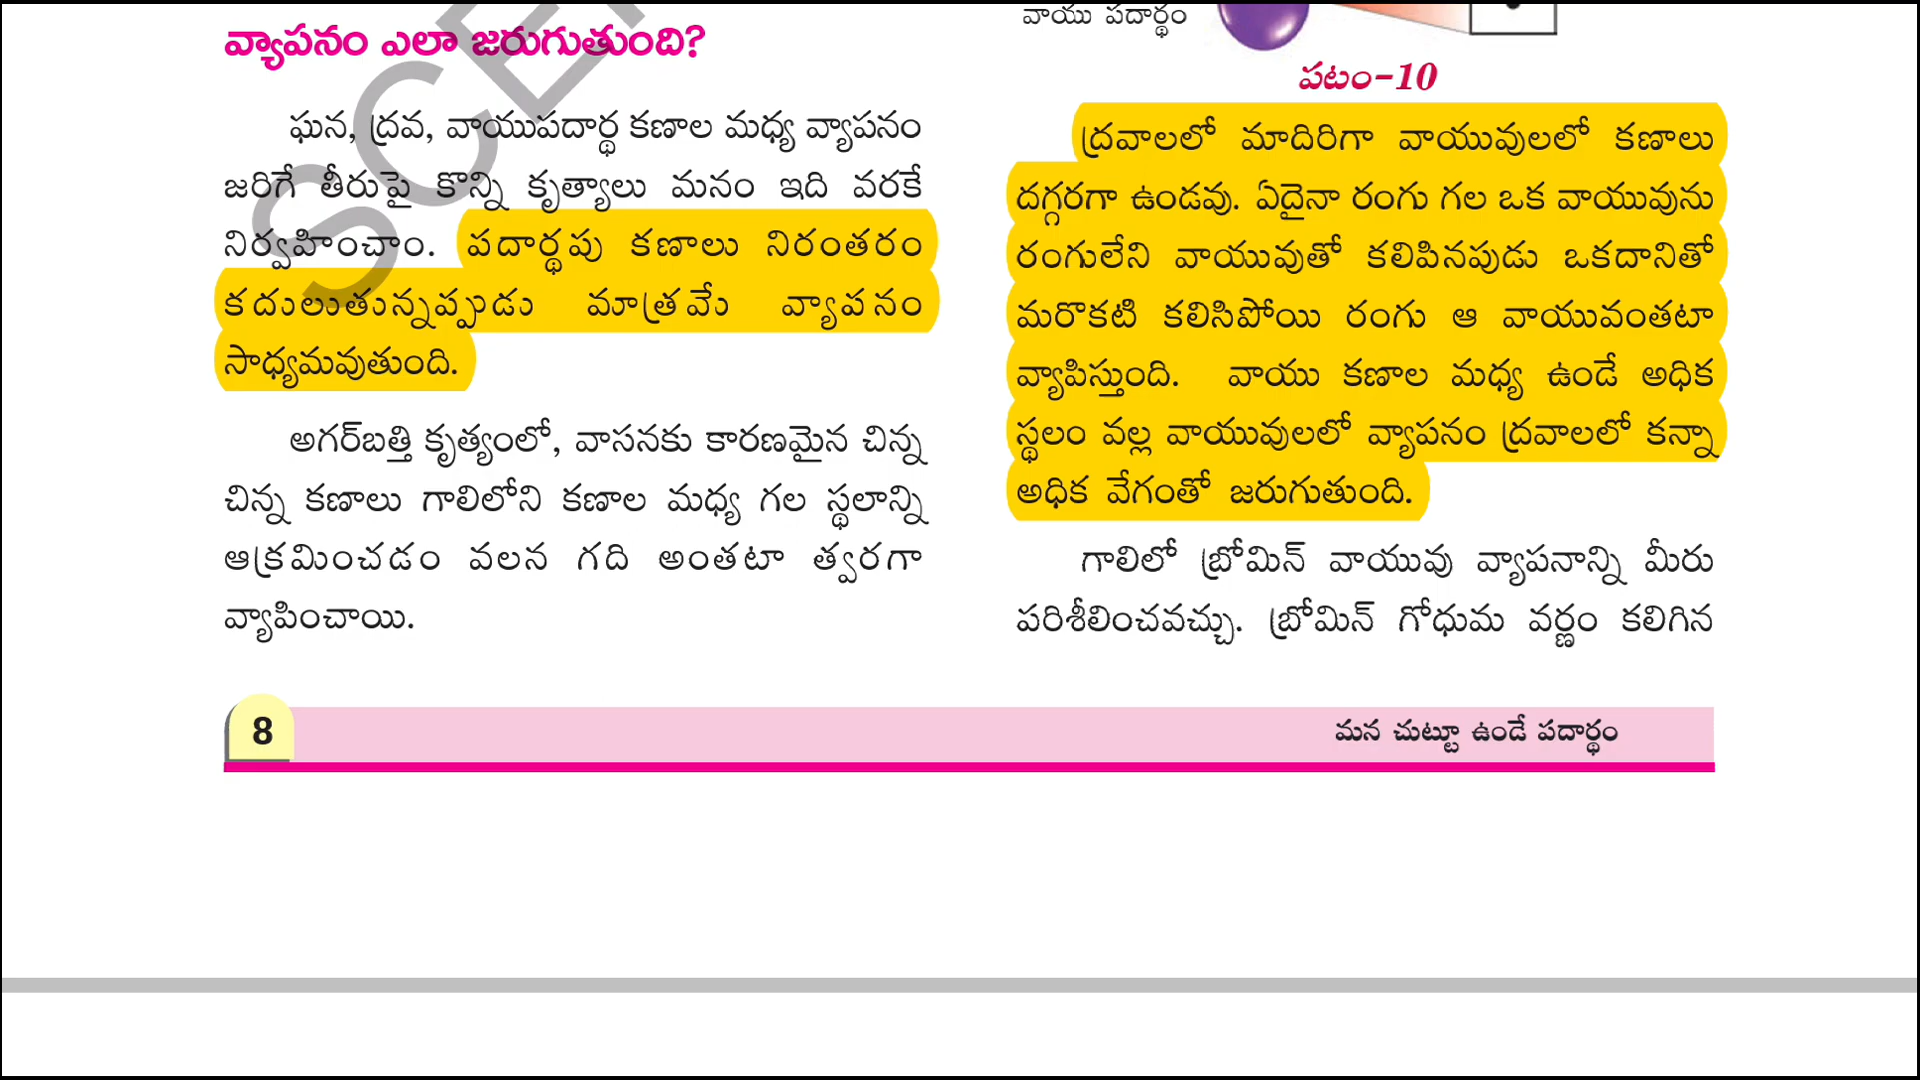 వ్యాపనం ఎలా జరుగుతుంది?
ఘన, ద్రవ, వాయుపదార్థ కణాల మధ్య వ్యాపనం
జరిగే తీరుపై కొన్ని కృత్యాలు మనం ఇది వరకే
నిర్వహించాం. పదార్థపు కణాలు నిరంతరం
కదులుతున్నప్పుడు మాత్రమే వ్యాపనం
సాధ్యమవుతుంది.
అగర్‌బత్తి కృత్యంలో, వాసనకు కారణమైన చిన్న
చిన్న కణాలు గాలిలోని కణాల మధ్య గల స్థలాన్ని
ఆక్రమించడం వలన గది అంతటా త్వరగా
వ్యాపించాయి.
వాయు పదార్థం
పటం-10
ద్రవాలలో మాదిరిగా వాయువులలో కణాలు
దగ్గరగా ఉండవు. ఏదైనా రంగు గల ఒక వాయువును
రంగులేని వాయువుతో కలిపినపుడు ఒకదానితో
మరొకటి కలిసిపోయి రంగు ఆ వాయువంతటా
వ్యాపిస్తుంది. వాయు కణాల మధ్య ఉండే అధిక
స్థలం వల్ల వాయువులలో వ్యాపనం ద్రవాలలో కన్నా
అధిక వేగంతో జరుగుతుంది.
గాలిలో బ్రోమిన్ వాయువు వ్యాపనాన్ని మీరు
పరిశీలించవచ్చు. బ్రోమిన్ గోధుమ వర్ణం కలిగిన
8
మన చుట్టూ ఉండే పదార్థం